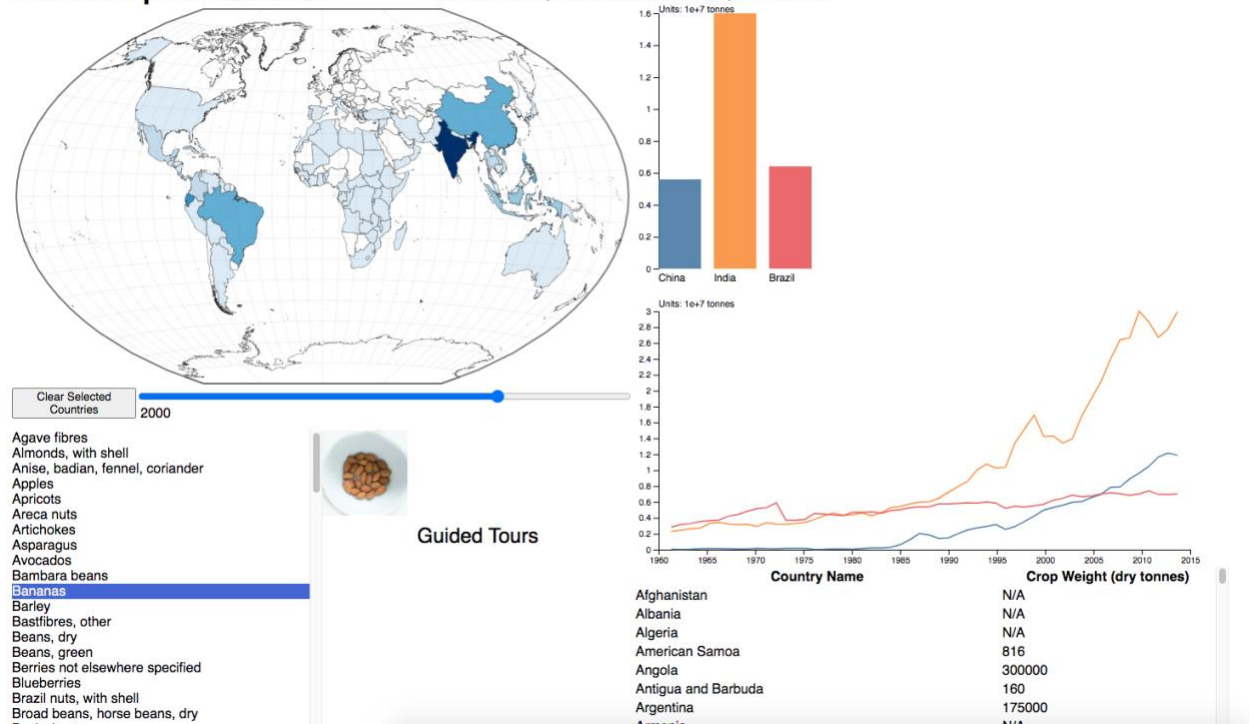 Units: 1e+7 tonnes
1.6
1.4
1.2
1
0.8
0.6
0.4
0.2
0
China India Brazil
Clear Selected
Countries
2000
Agave fibres
Almonds, with shell
Anise, badian, fennel, coriander
Apples
Apricots
Areca nuts
Artichokes
Asparagus
Avocados
Bambara beans
Bananas
Barley
Bastfibres, other
Beans, dry
Beans, green
Berries not elsewhere specified
Blueberries
Brazil nuts, with shell
Broad beans, horse beans, dry
Guided Tours
Units: 1e+7 tonnes
3
2.8
2.6
2.4
2.2
2
1.8
1.6
1.4
1.2
1
0.8
0.6
0.4
0.2
0
1960 1965 1970 1975 1980 1985 1990 1995 2000 2005 2010 2015
Country Name Crop Weight (dry tonnes)
Afghanistan N/A
Albania N/A
Algeria N/A
American Samoa 816
Angola 300000
Antigua and Barbuda 160
Argentina 175000